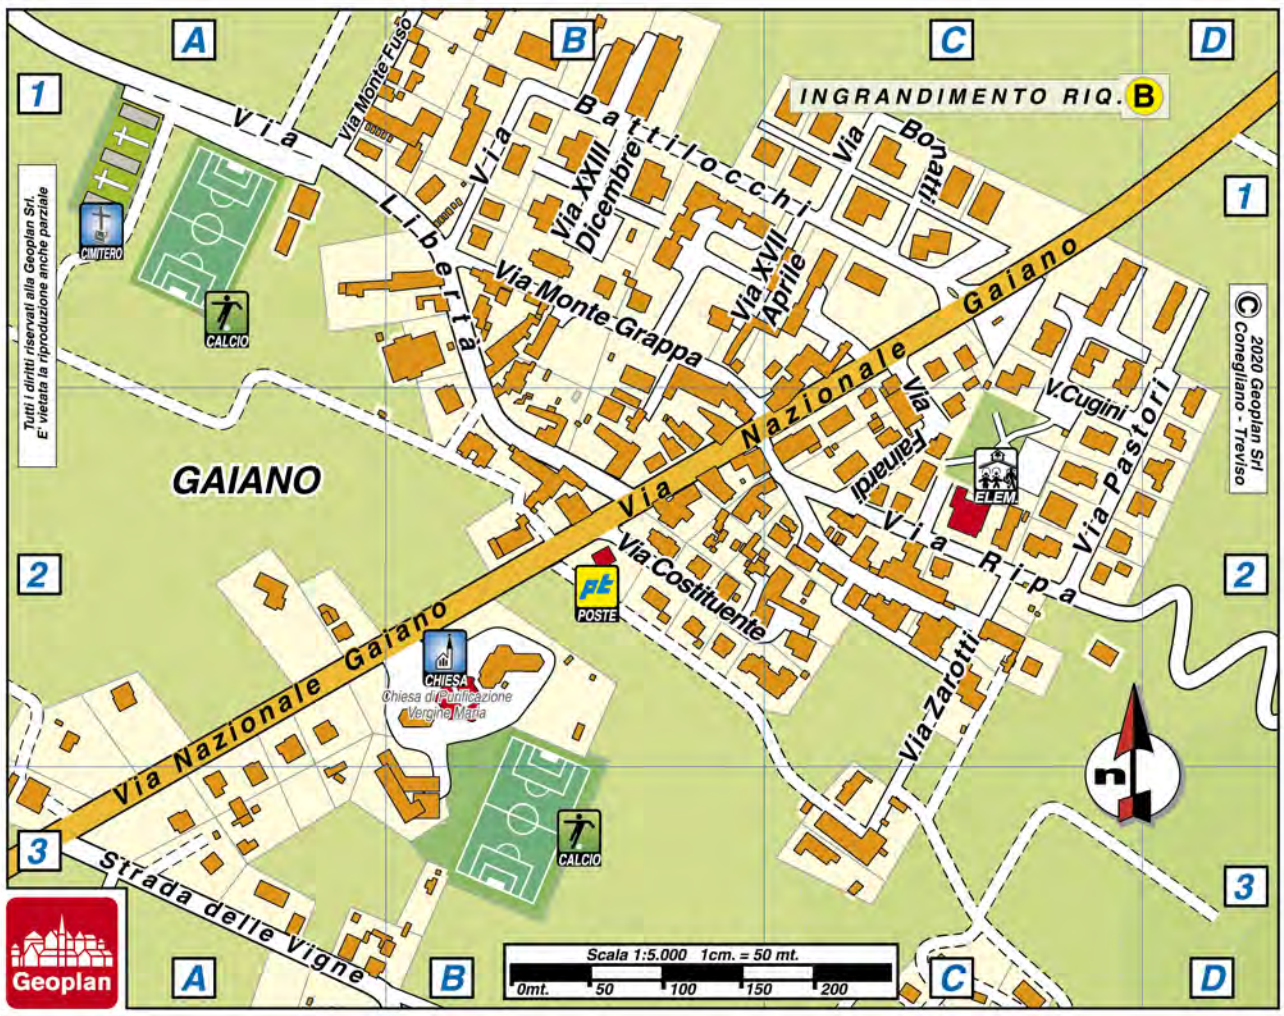 A
B
C
D
1
INGRANDIMENTO RIQ. B
Via Monte Fuso
Via Libertà
Via Battilocchi
Via Bonatti
Via XXIII
Dicembre
Via XVII
Aprile
1
CIMITERO
CALCIO
Via Monte Grappa
Via Nazionale Gaiano
Tutti i diritti riservati alla Geoplan Srl.
E' vietata la riproduzione anche parziale
© 2020 Geoplan Srl
Conegliano - Treviso
V.Cugini
Via Pastori
Via Fainardi
GAIANO
ELEM.
Via Ripa
2
2
Via Costituente
pt
POSTE
CHIESA
Chiesa di Purificazione
Vergine Maria
Via Nazionale Gaiano
Via Zarotti
n
CALCIO
3
3
Strada delle Vigne
Geoplan
Scala 1:5.000 1cm. = 50 mt.
0mt. 50 100 150 200
A
B
C
D